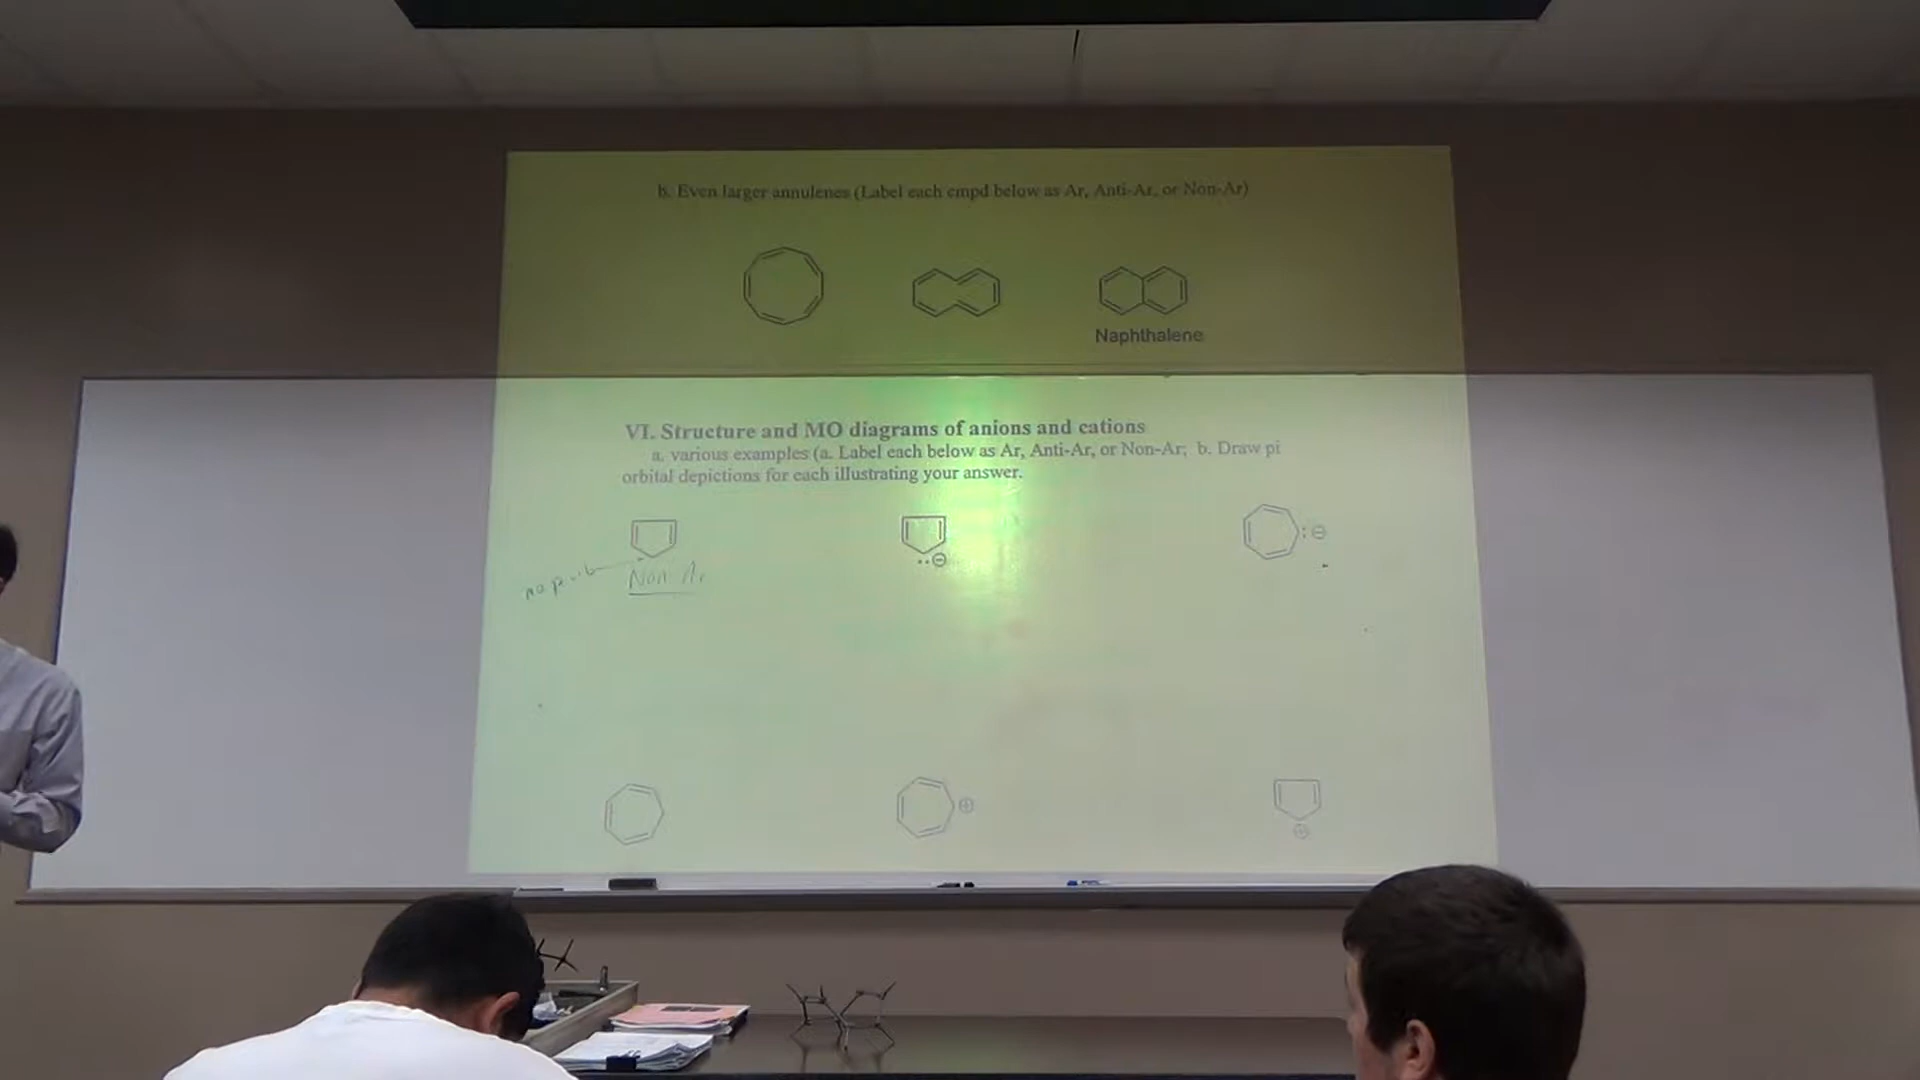 b. Even larger annulenes (Label each cmpd below as Ar, Anti-Ar, or Non-Ar)
Naphthalene
VI. Structure and MO diagrams of anions and cations
a. various examples (a. Label each below as Ar, Anti-Ar, or Non-Ar; b. Draw pi
orbital depictions for each illustrating your answer.
:⊖
··⊖
no p orb
Non Ar
⊕
⊕